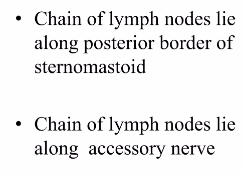 • Chain of lymph nodes lie
along posterior border of
sternomastoid
• Chain of lymph nodes lie
along accessory nerve